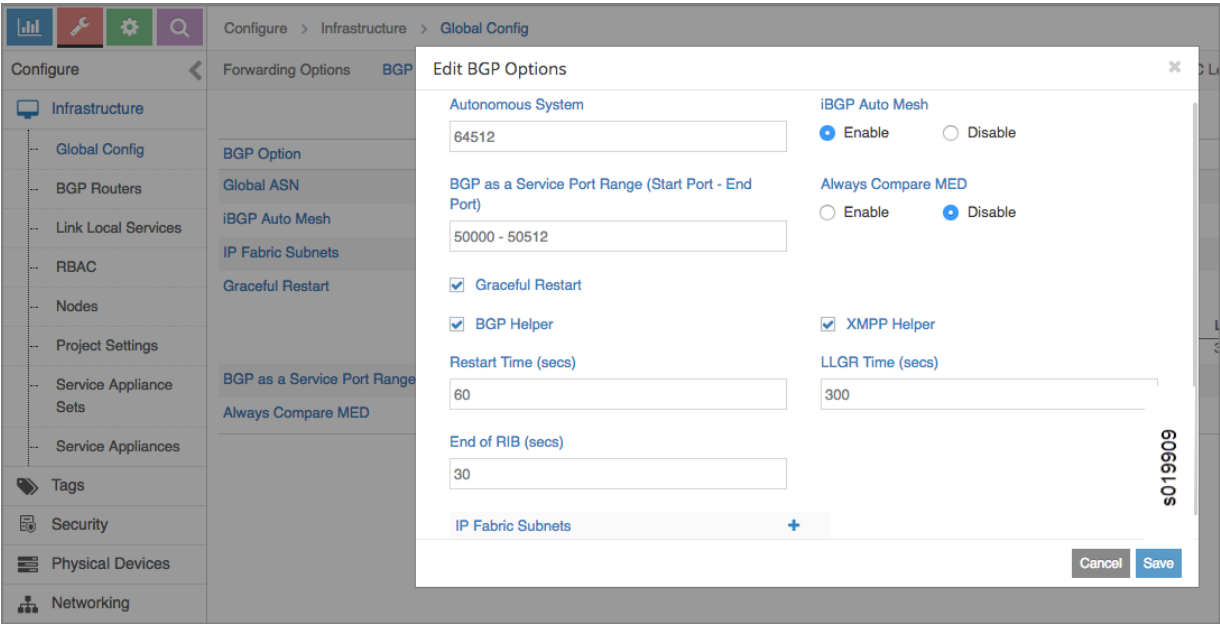 Configure > Infrastructure > Global Config
Configure
Infrastructure
Global Config
BGP Routers
Link Local Services
RBAC
Nodes
Project Settings
Service Appliance
Sets
Service Appliances
Tags
Security
Physical Devices
Networking
Forwarding Options BGP
BGP Option
Global ASN
iBGP Auto Mesh
IP Fabric Subnets
Graceful Restart
BGP as a Service Port Range
Always Compare MED
Edit BGP Options ×
Autonomous System
64512
iBGP Auto Mesh
Enable Disable
BGP as a Service Port Range (Start Port - End
Port)
50000 - 50512
Always Compare MED
Enable Disable
Graceful Restart
BGP Helper
XMPP Helper
Restart Time (secs)
60
LLGR Time (secs)
300
End of RIB (secs)
30
IP Fabric Subnets +
Cancel Save
s019909